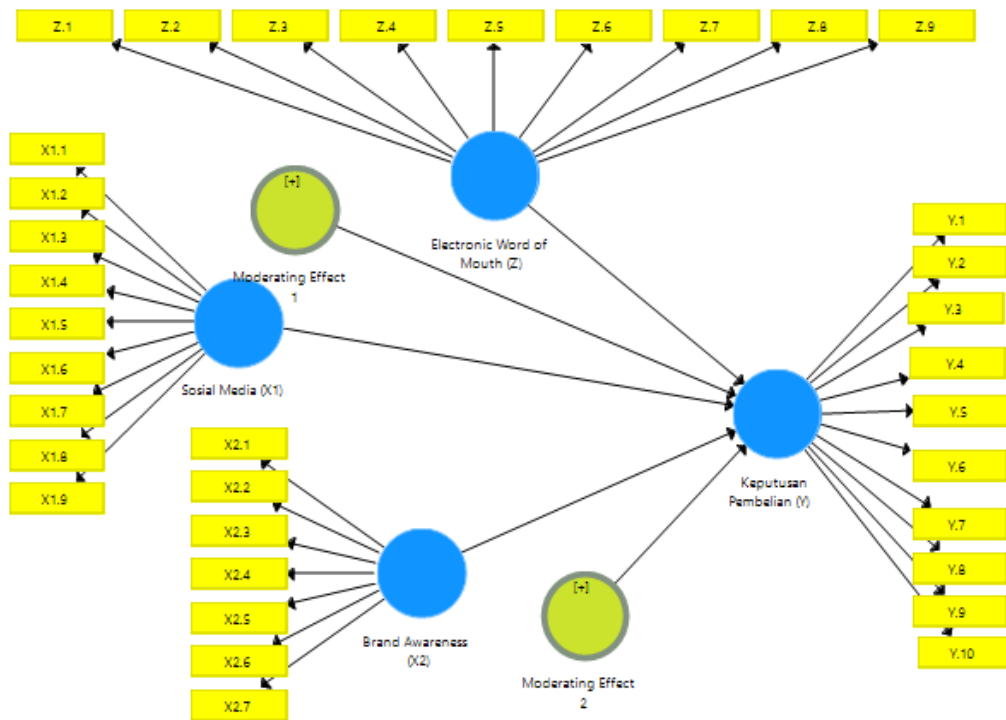 Z.1
Z.2
Z.3
Z.4
Z.5
Z.6
Z.7
Z.8
Z.9
X1.1
X1.2
X1.3
X1.4
X1.5
X1.6
X1.7
X1.8
X1.9
[+]
Moderating Effect
1
Electronic Word of
Mouth (Z)
Sosial Media (X1)
X2.1
X2.2
X2.3
X2.4
X2.5
X2.6
X2.7
Brand Awareness
(X2)
[+]
Moderating Effect
2
Keputusan
Pembelian (Y)
Y.1
Y.2
Y.3
Y.4
Y.5
Y.6
Y.7
Y.8
Y.9
Y.10